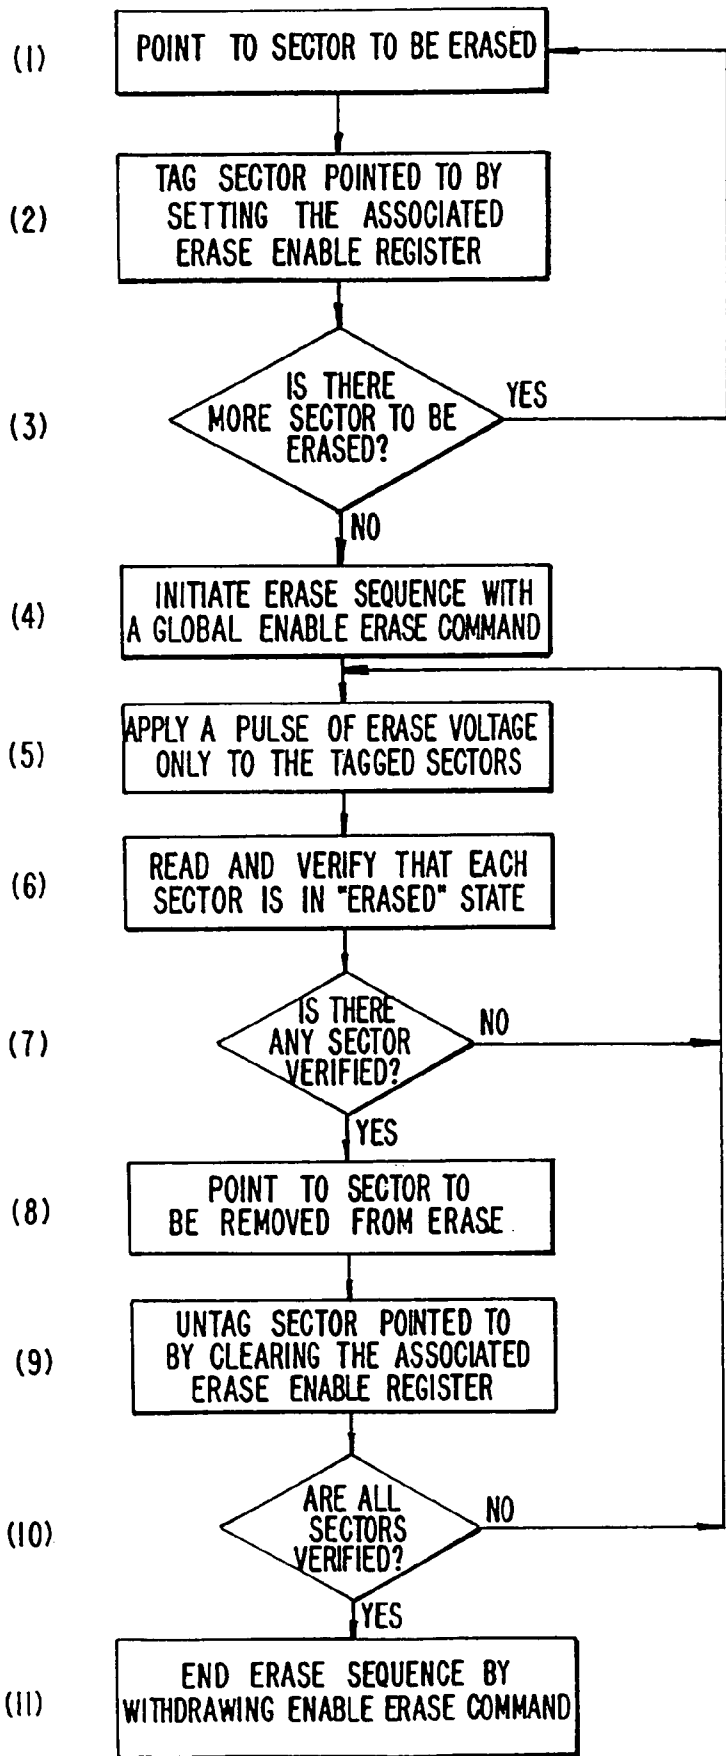 (1)
POINT TO SECTOR TO BE ERASED
(2)
TAG SECTOR POINTED TO BY
SETTING THE ASSOCIATED
ERASE ENABLE REGISTER
(3)
IS THERE
MORE SECTOR TO BE
ERASED?
YES
NO
(4)
INITIATE ERASE SEQUENCE WITH
A GLOBAL ENABLE ERASE COMMAND
(5)
APPLY A PULSE OF ERASE VOLTAGE
ONLY TO THE TAGGED SECTORS
(6)
READ AND VERIFY THAT EACH
SECTOR IS IN "ERASED" STATE
(7)
IS THERE
ANY SECTOR
VERIFIED?
NO
YES
(8)
POINT TO SECTOR TO
BE REMOVED FROM ERASE
(9)
UNTAG SECTOR POINTED TO
BY CLEARING THE ASSOCIATED
ERASE ENABLE REGISTER
(10)
ARE ALL
SECTORS
VERIFIED?
NO
YES
(11)
END ERASE SEQUENCE BY
WITHDRAWING ENABLE ERASE COMMAND